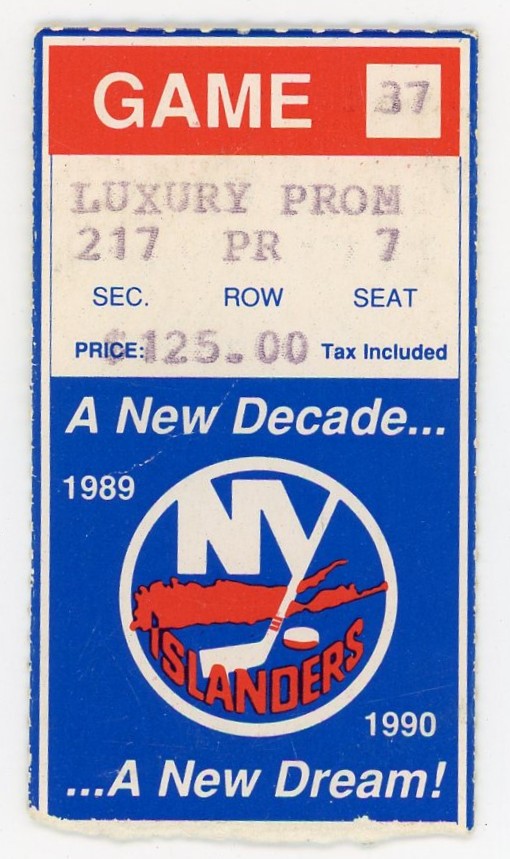 GAME 37
LUXURY PROM
217 PR 7
SEC. ROW SEAT
PRICE: $125.00 Tax Included
A New Decade...
1989
NY
ISLANDERS
1990
...A New Dream!